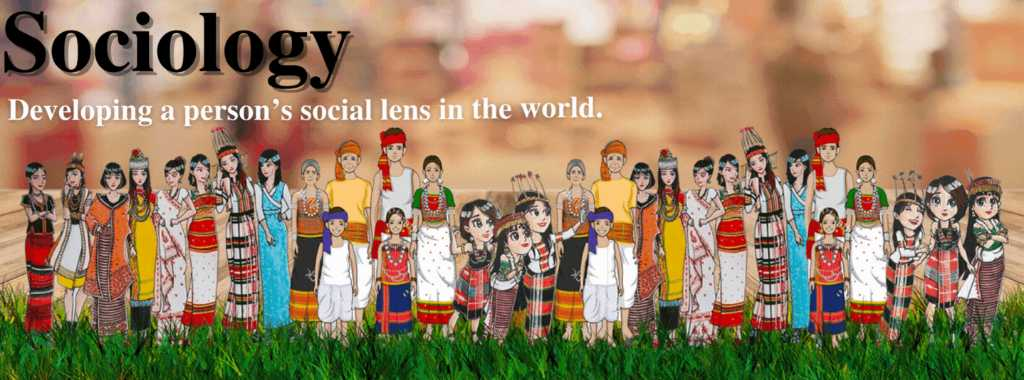 Sociology
Developing a person’s social lens in the world.